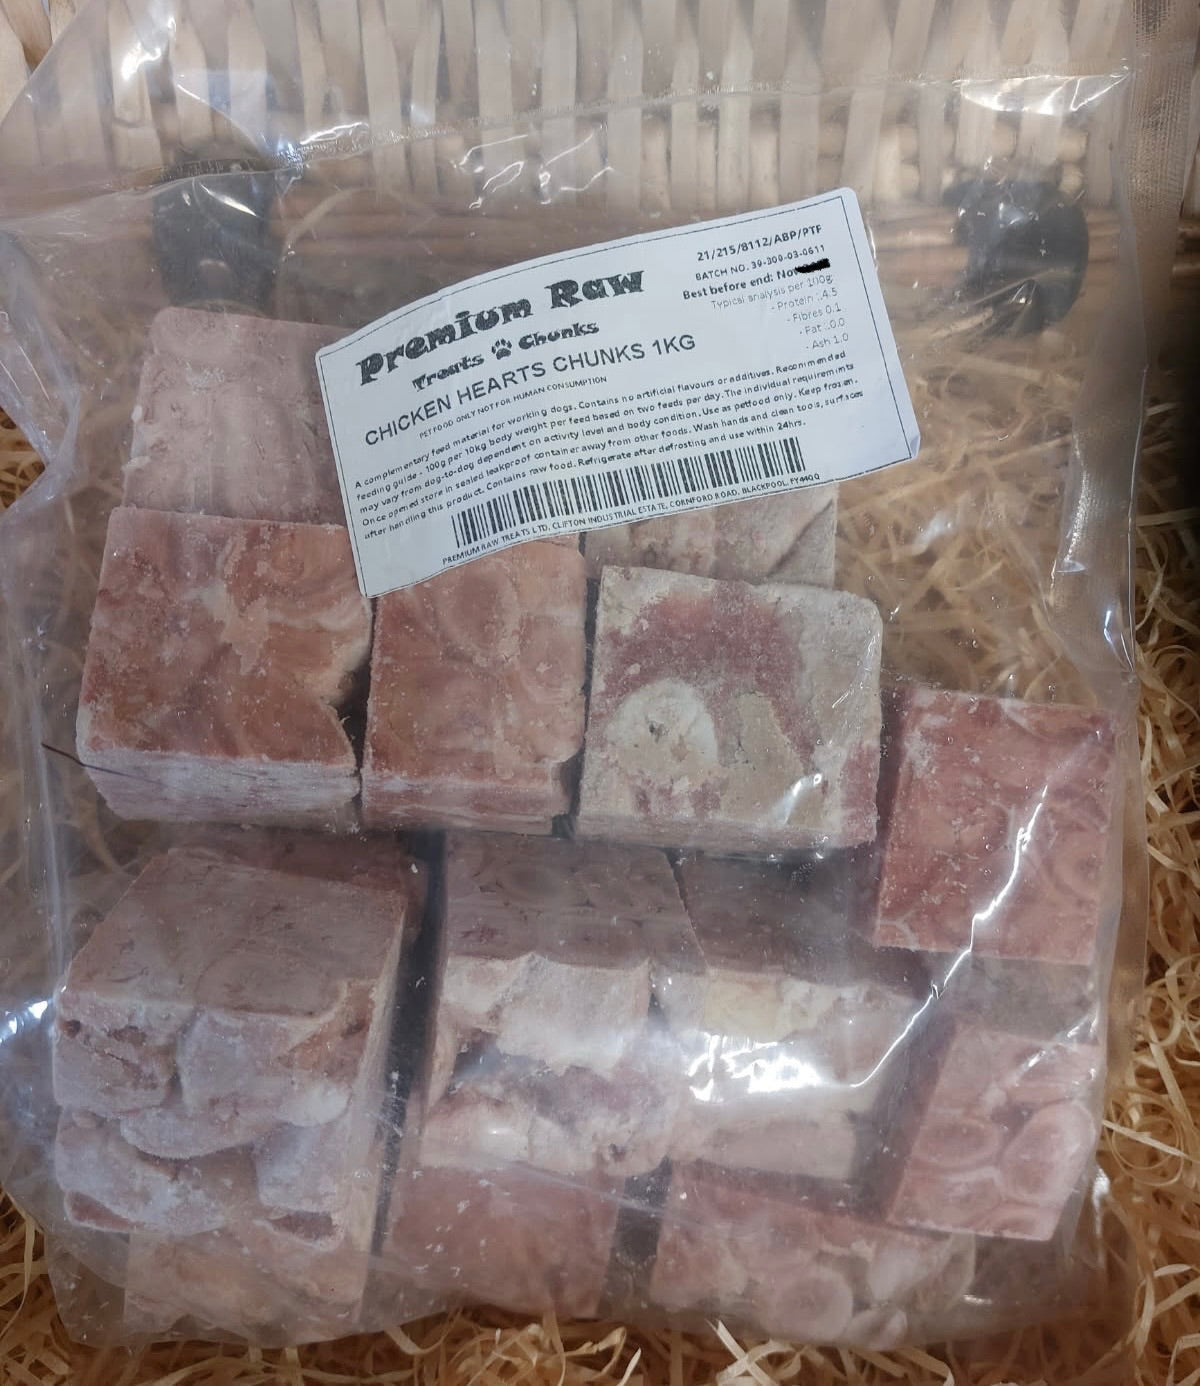 Premium Raw
Treats Chunks
CHICKEN HEARTS CHUNKS 1KG
PETFOOD ONLY NOT FOR HUMAN CONSUMPTION
21/215/8112/ABP/PTF
BATCH NO. 39-309-03-0611
Best before end: Nov
Typical analysis per 100g:
- Protein :4.5
- Fibres 0.1
- Fat :.0.0
- Ash 1.0
A complementary feed material for working dogs. Contains no artificial flavours or additives. Recommended
feeding guide - 100g per 10kg body weight per feed based on two feeds per day. The individual requirements
may vary from dog-to-dog dependent on activity level and body condition. Use as petfood only. Keep frozen.
Once opened store in sealed leakproof container away from other foods. Wash hands and clean tools, surfaces
after handling this product. Contains raw food. Refrigerate after defrosting and use within 24hrs.
PREMIUM RAW TREATS LTD, CLIFTON INDUSTRIAL ESTATE, CORNFORD ROAD, BLACKPOOL, FY44QQ